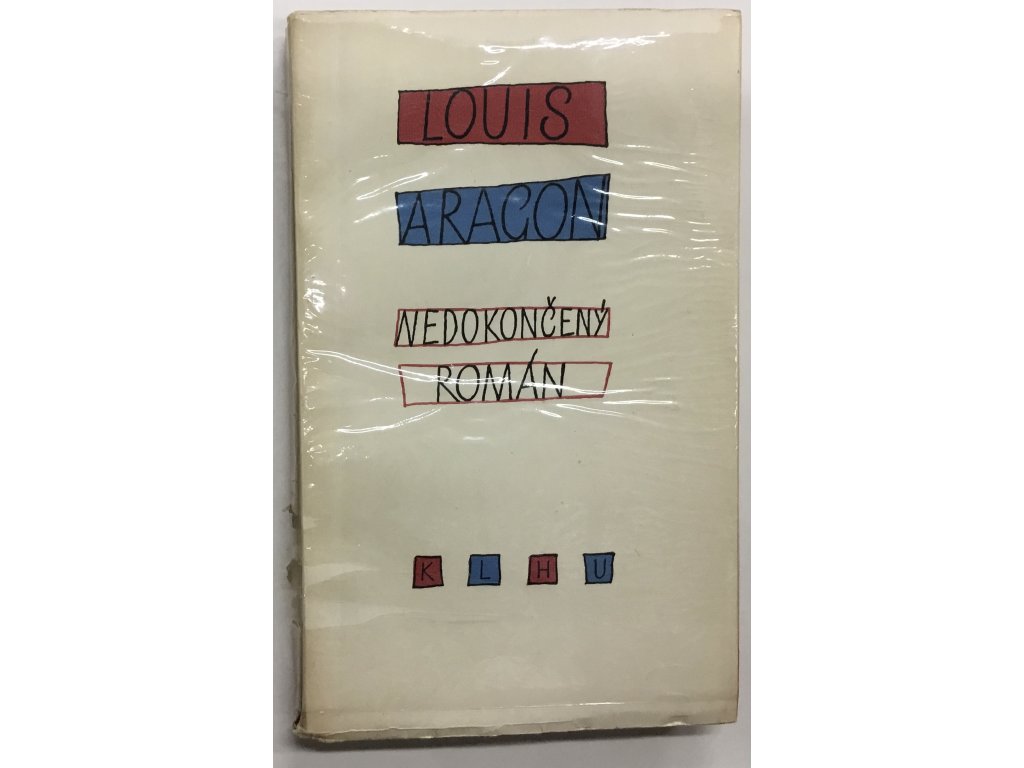 LOUIS
ARAGON
NEDOKONČENÝ
ROMÁN
K L H U